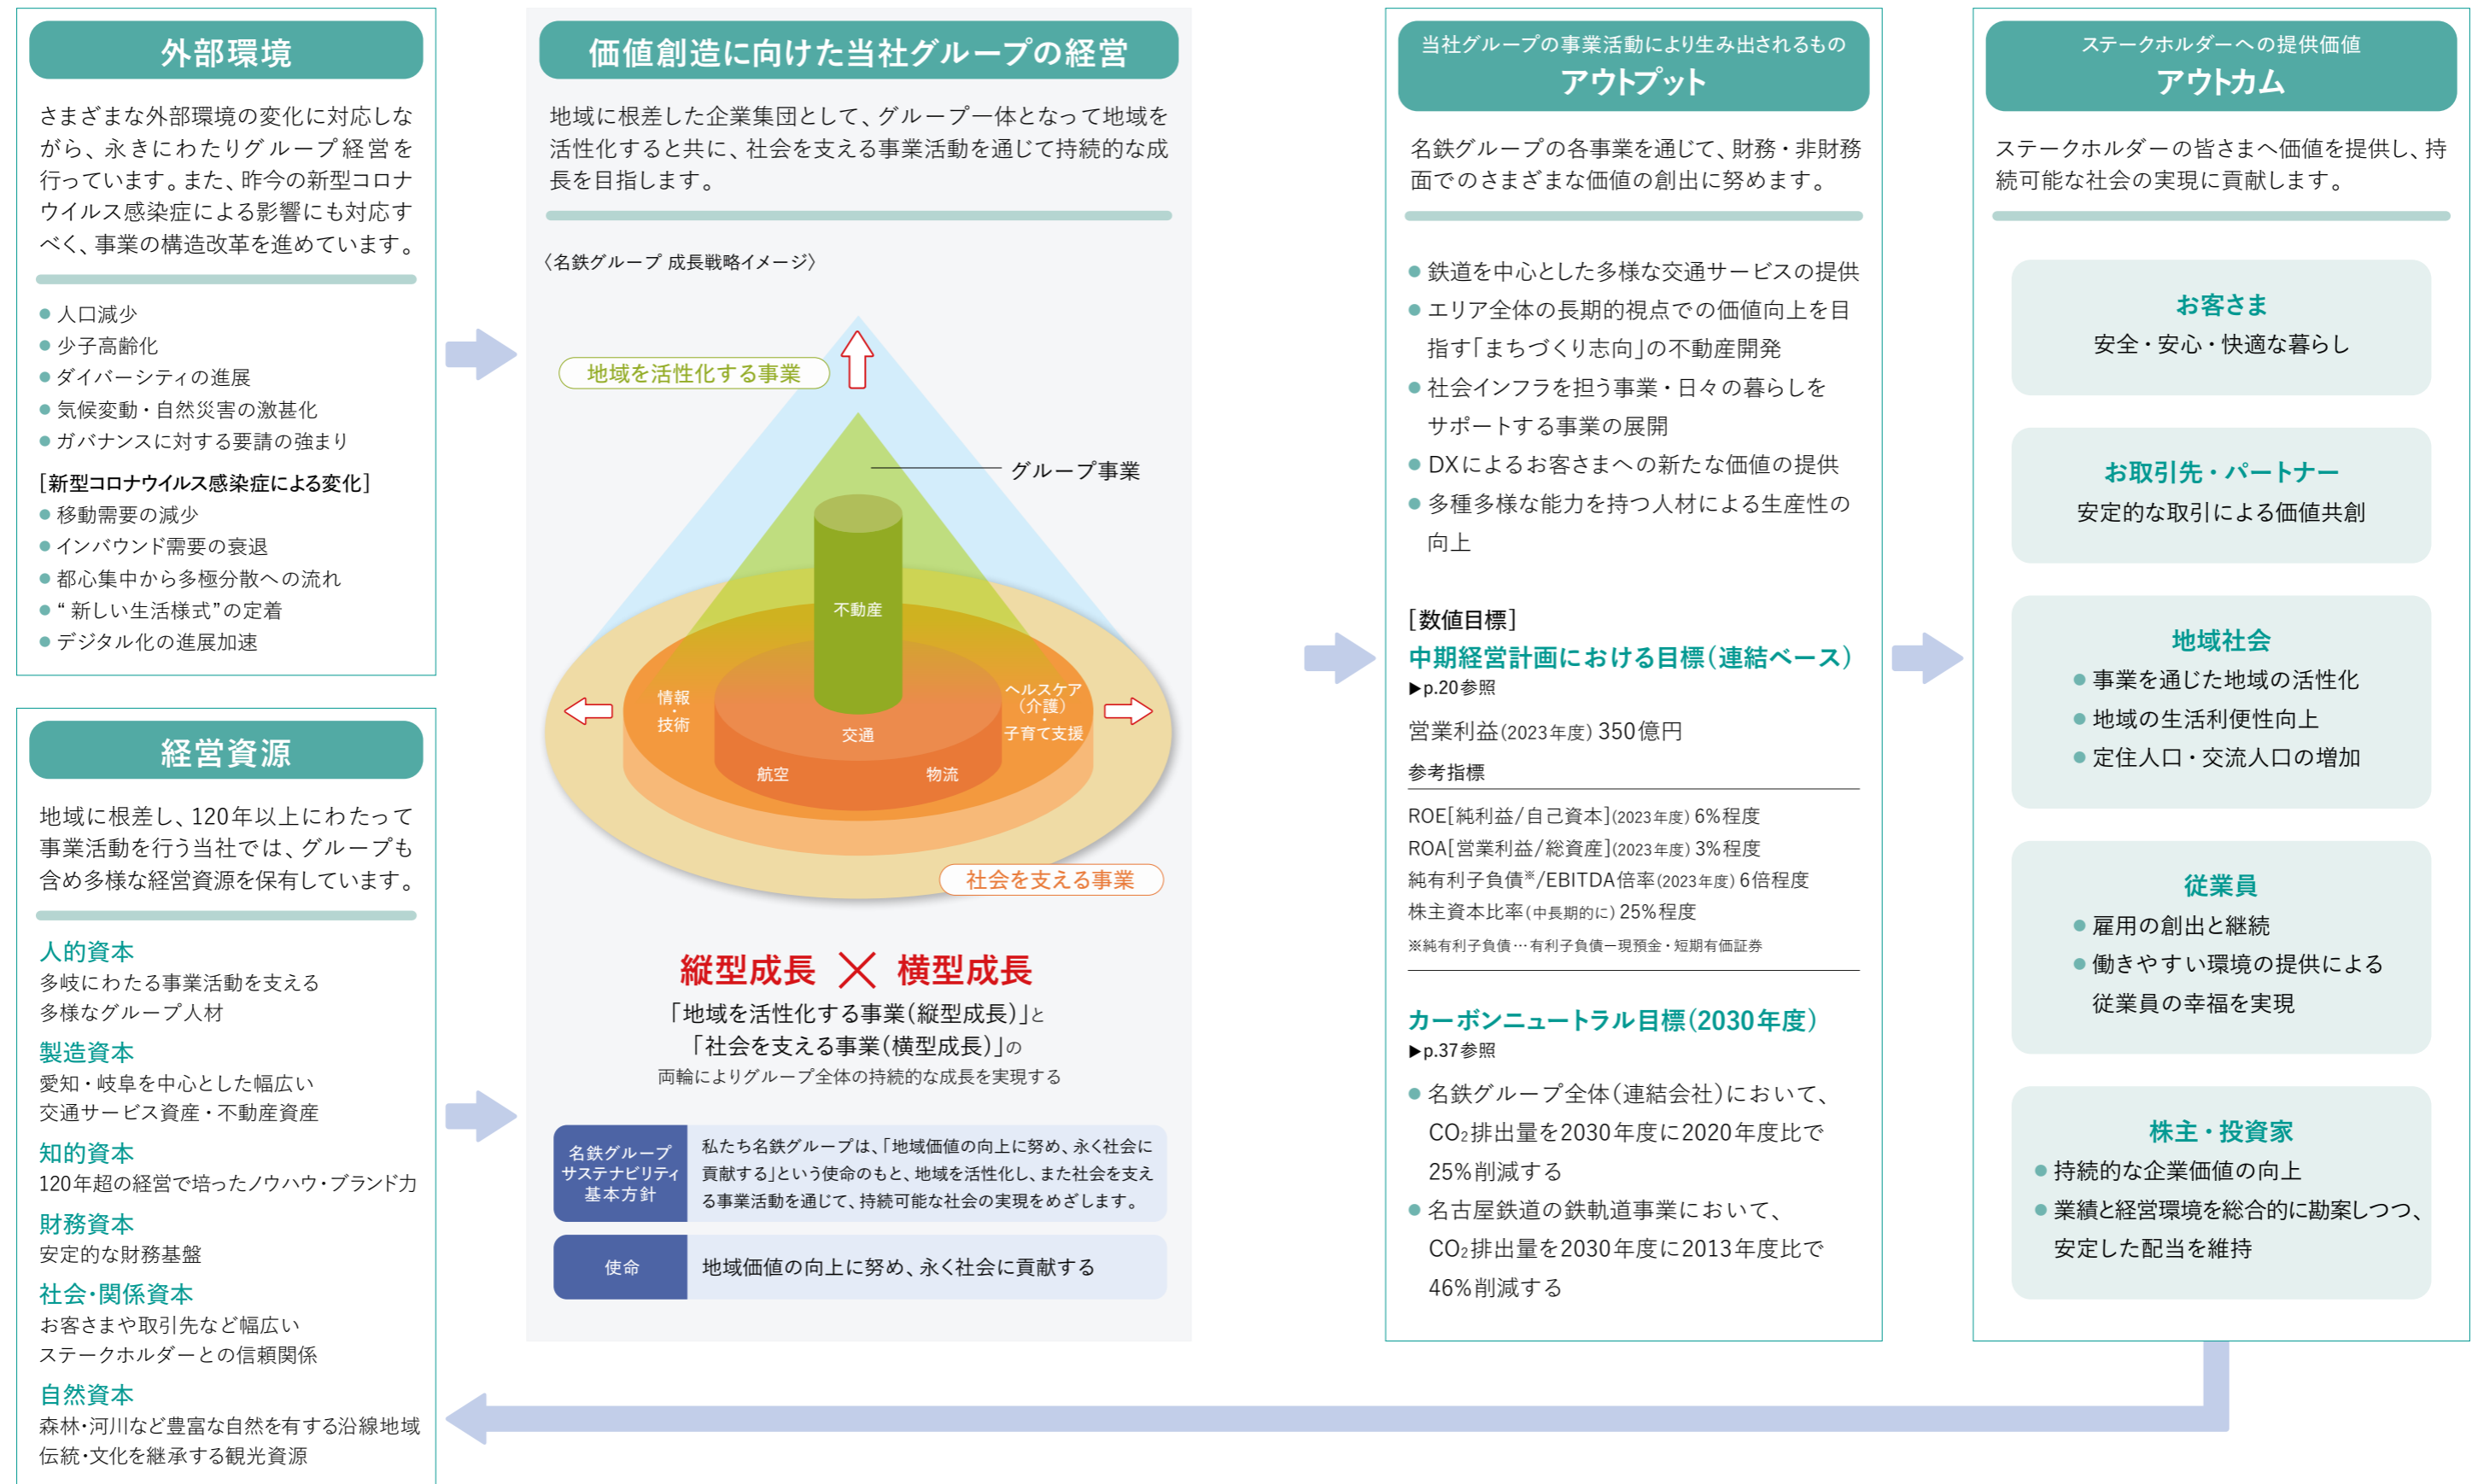 外部環境
さまざまな外部環境の変化に対応しな
がら、永きにわたりグループ経営を
行っています。また、昨今の新型コロナ
ウイルス感染症による影響にも対応す
べく、事業の構造改革を進めています。
●人口減少
●少子高齢化
●ダイバーシティの進展
●気候変動・自然災害の激甚化
●ガバナンスに対する要請の強まり
[新型コロナウイルス感染症による変化]
●移動需要の減少
●インバウンド需要の衰退
●都心集中から多極分散への流れ
●“新しい生活様式”の定着
●デジタル化の進展加速
経営資源
地域に根差し、120年以上にわたって
事業活動を行う当社では、グループも
含め多様な経営資源を保有しています。
人的資本
多岐にわたる事業活動を支える
多様なグループ人材
製造資本
愛知・岐阜を中心とした幅広い
交通サービス資産・不動産資産
知的資本
120年超の経営で培ったノウハウ・ブランド力
財務資本
安定的な財務基盤
社会・関係資本
お客さまや取引先など幅広い
ステークホルダーとの信頼関係
自然資本
森林・河川など豊富な自然を有する沿線地域
伝統・文化を継承する観光資源
価値創造に向けた当社グループの経営
地域に根差した企業集団として、グループ一体となって地域を
活性化すると共に、社会を支える事業活動を通じて持続的な成
長を目指します。
〈名鉄グループ 成長戦略イメージ〉
地域を活性化する事業
グループ事業
不動産
情報
・
技術
ヘルスケア
（介護）
・
子育て支援
交通
航空
物流
社会を支える事業
縦型成長 × 横型成長
「地域を活性化する事業（縦型成長）」と
「社会を支える事業（横型成長）」の
両輪によりグループ全体の持続的な成長を実現する
名鉄グループ
サステナビリティ
基本方針
私たち名鉄グループは、「地域価値の向上に努め、永く社会に
貢献する」という使命のもと、地域を活性化し、また社会を支え
る事業活動を通じて、持続可能な社会の実現をめざします。
使命
地域価値の向上に努め、永く社会に貢献する
当社グループの事業活動により生み出されるもの
アウトプット
名鉄グループの各事業を通じて、財務・非財務
面でのさまざまな価値の創出に努めます。
●鉄道を中心とした多様な交通サービスの提供
●エリア全体の長期的視点での価値向上を目
指す「まちづくり志向」の不動産開発
●社会インフラを担う事業・日々の暮らしを
サポートする事業の展開
●DXによるお客さまへの新たな価値の提供
●多種多様な能力を持つ人材による生産性の
向上
[数値目標]
中期経営計画における目標（連結ベース）
▶p.20参照
営業利益(2023年度) 350億円
参考指標
ROE[純利益/自己資本](2023年度) 6%程度
ROA[営業利益/総資産](2023年度) 3%程度
純有利子負債※/EBITDA倍率(2023年度) 6倍程度
株主資本比率(中長期的に) 25%程度
※純有利子負債…有利子負債－現預金・短期有価証券
カーボンニュートラル目標（2030年度）
▶p.37参照
●名鉄グループ全体（連結会社）において、
CO₂排出量を2030年度に2020年度比で
25%削減する
●名古屋鉄道の鉄軌道事業において、
CO₂排出量を2030年度に2013年度比で
46%削減する
ステークホルダーへの提供価値
アウトカム
ステークホルダーの皆さまへ価値を提供し、持
続可能な社会の実現に貢献します。
お客さま
安全・安心・快適な暮らし
お取引先・パートナー
安定的な取引による価値共創
地域社会
●事業を通じた地域の活性化
●地域の生活利便性向上
●定住人口・交流人口の増加
従業員
●雇用の創出と継続
●働きやすい環境の提供による
従業員の幸福を実現
株主・投資家
●持続的な企業価値の向上
●業績と経営環境を総合的に勘案しつつ、
安定した配当を維持